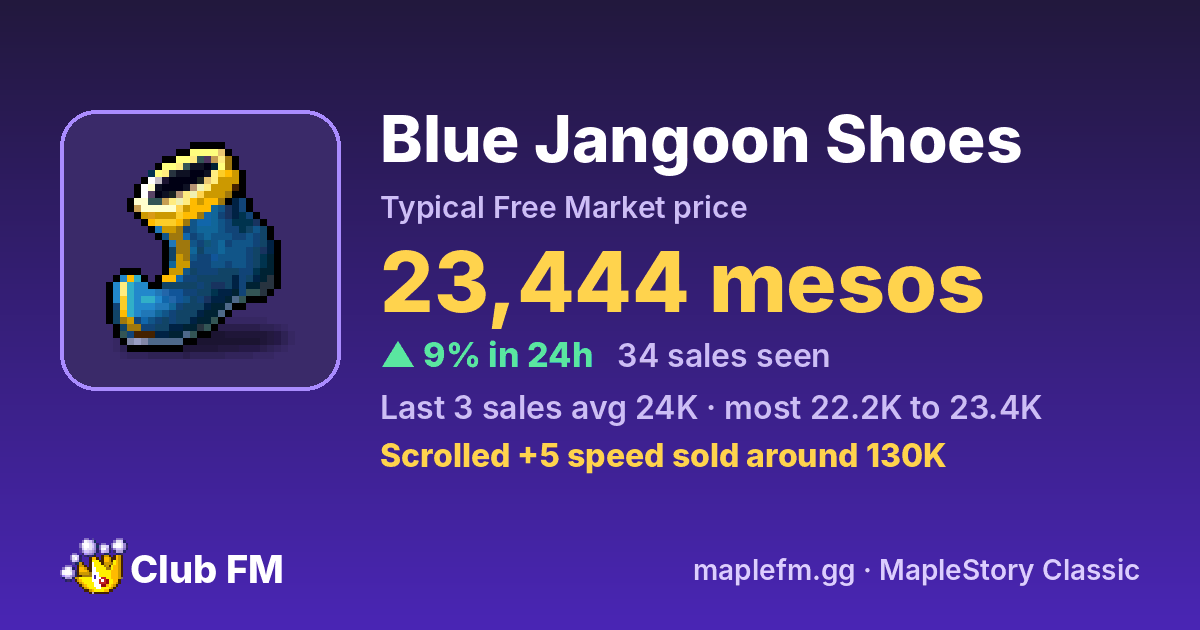 Blue Jangoon Shoes
Typical Free Market price
23,444 mesos
▲ 9% in 24h 34 sales seen
Last 3 sales avg 24K · most 22.2K to 23.4K
Scrolled +5 speed sold around 130K
Club FM
maplefm.gg · MapleStory Classic